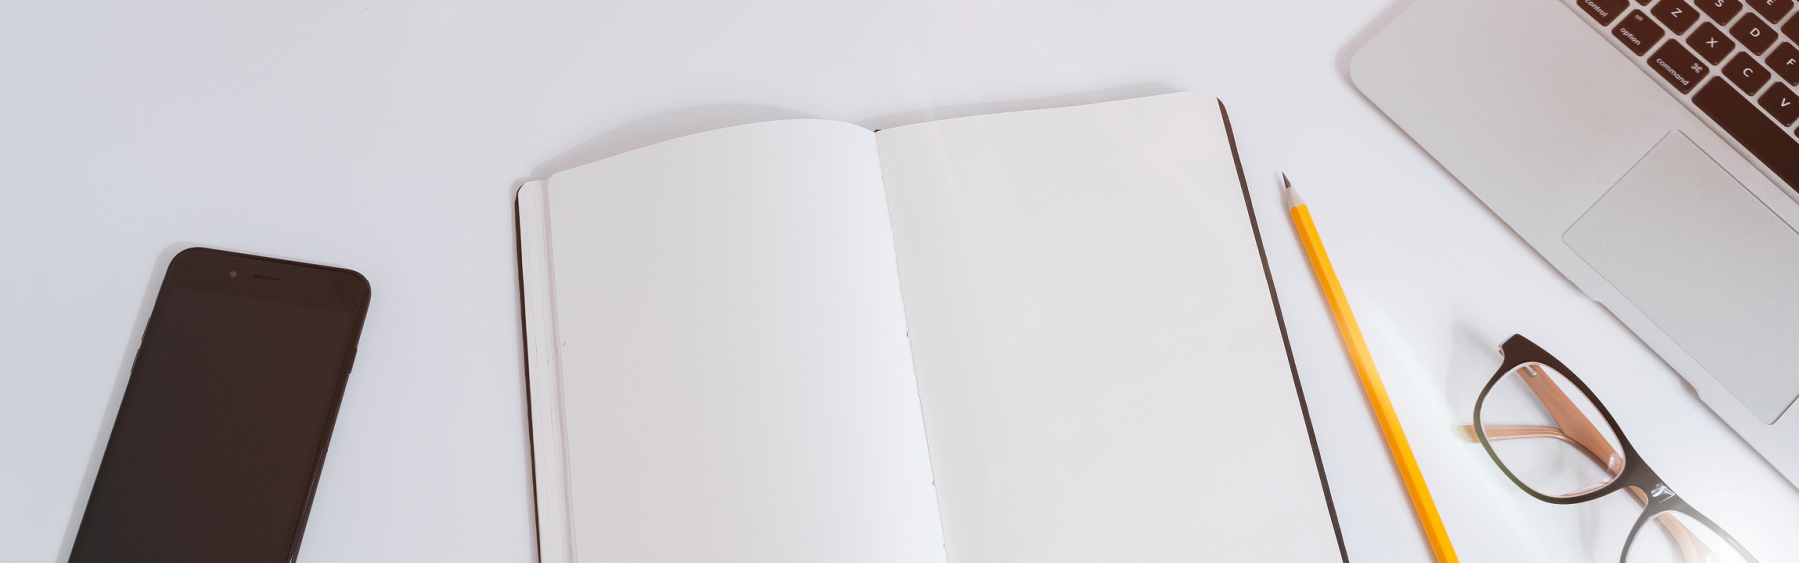 control
option
command ⌘
Z
X
C
V
S
D
F
E